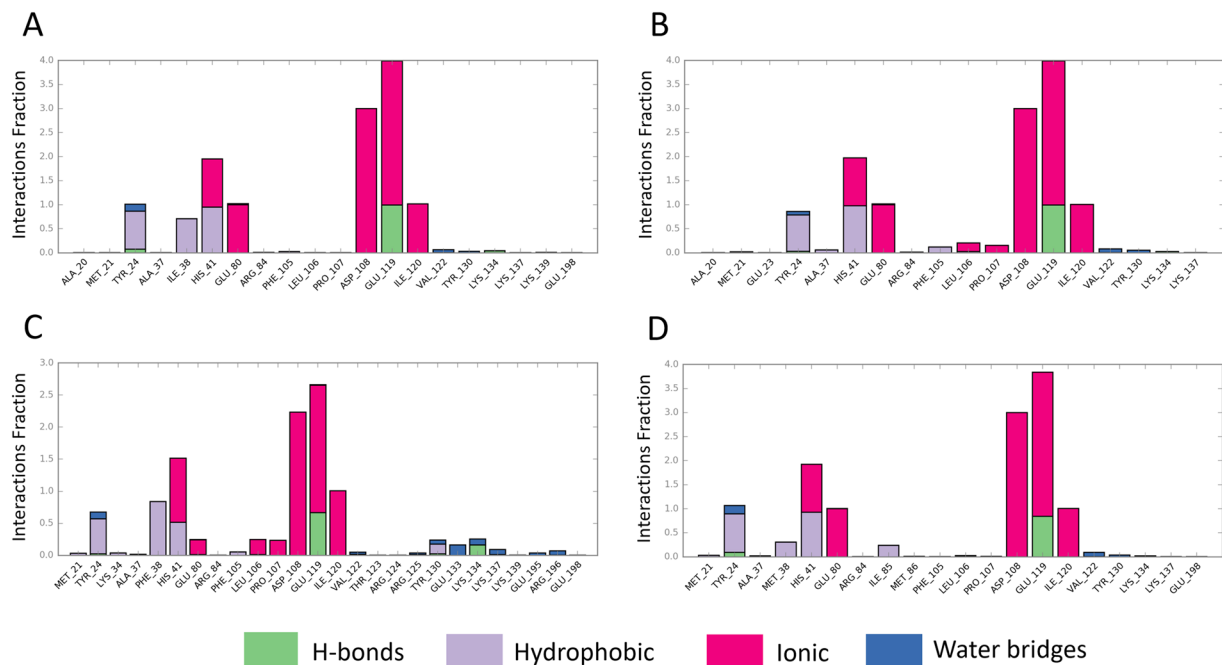 A
Interactions Fraction
4.0
3.5
3.0
2.5
2.0
1.5
1.0
0.5
0.0
ALA_20 MET_21 TYR_24 ALA_37 ILE_38 HIS_41 GLU_80 ARG_84 PHE_105 LEU_106 PRO_107 ASP_108 GLU_119 ILE_120 VAL_122 TYR_130 LYS_134 LYS_137 LYS_139 GLU_198
B
Interactions Fraction
4.0
3.5
3.0
2.5
2.0
1.5
1.0
0.5
0.0
ALA_20 MET_21 GLU_23 TYR_24 ALA_37 HIS_41 GLU_80 ARG_84 PHE_105 LEU_106 PRO_107 ASP_108 GLU_119 ILE_120 VAL_122 TYR_130 LYS_134 LYS_137
C
Interactions Fraction
3.0
2.5
2.0
1.5
1.0
0.5
0.0
MET_21 TYR_24 LYS_34 ALA_37 PHE_38 HIS_41 GLU_80 ARG_84 PHE_105 LEU_106 PRO_107 ASP_108 GLU_119 ILE_120 VAL_122 THR_123 ARG_124 ARG_125 TYR_130 GLU_133 LYS_134 LYS_137 LYS_139 GLU_195 ARG_196 GLU_198
D
Interactions Fraction
4.0
3.5
3.0
2.5
2.0
1.5
1.0
0.5
0.0
MET_21 TYR_24 ALA_37 MET_38 HIS_41 GLU_80 ARG_84 ILE_85 MET_86 PHE_105 LEU_106 PRO_107 ASP_108 GLU_119 ILE_120 VAL_122 TYR_130 LYS_134 LYS_137 GLU_198
H-bonds Hydrophobic Ionic Water bridges